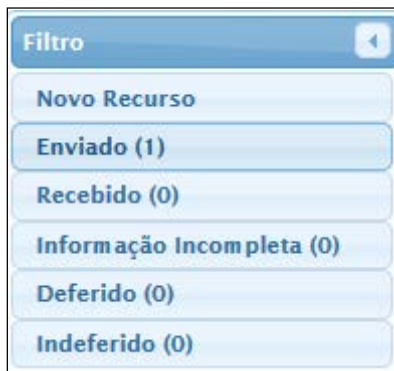 Filtro
Novo Recurso
Enviado (1)
Recebido (0)
Informação Incompleta (0)
Deferido (0)
Indeferido (0)